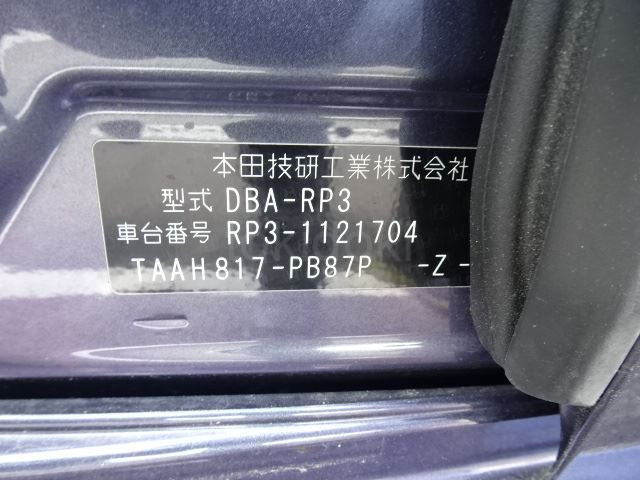 本田技研工業株式会社
型式 DBA-RP3
車台番号 RP3-1121704
TAAH817-PB87P -Z-